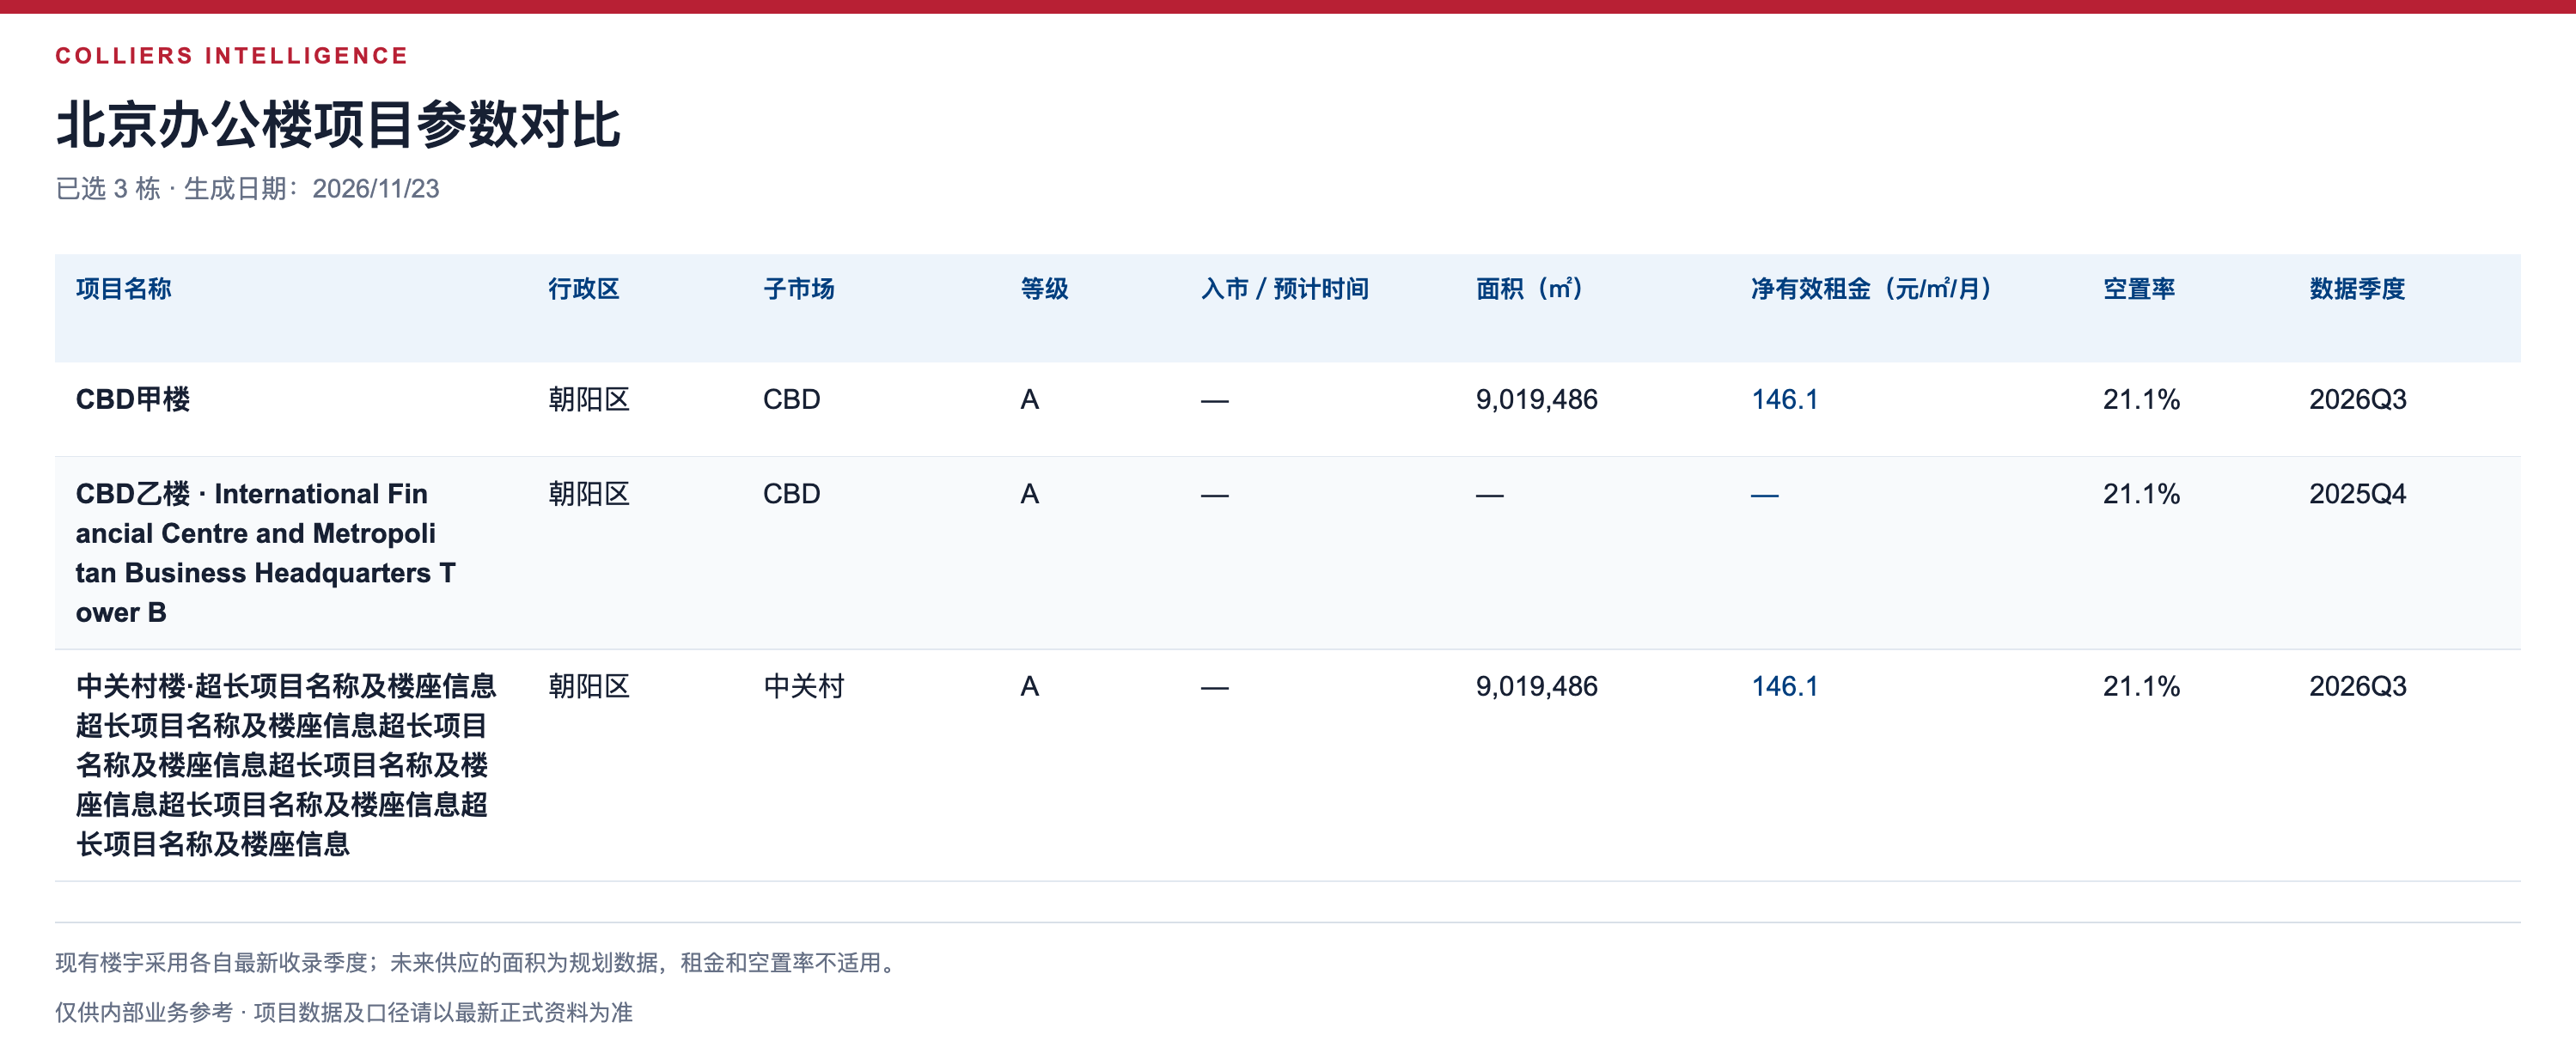 COLLIERS INTELLIGENCE
北京办公楼项目参数对比
已选 3 栋 · 生成日期：2026/11/23
项目名称 行政区 子市场 等级 入市 / 预计时间 面积（㎡） 净有效租金（元/㎡/月） 空置率 数据季度
CBD甲楼 朝阳区 CBD A — 9,019,486 146.1 21.1% 2026Q3
CBD乙楼 · International Fin 朝阳区 CBD A — — — 21.1% 2025Q4
ancial Centre and Metropoli
tan Business Headquarters T
ower B
中关村楼·超长项目名称及楼座信息 朝阳区 中关村 A — 9,019,486 146.1 21.1% 2026Q3
超长项目名称及楼座信息超长项目
名称及楼座信息超长项目名称及楼
座信息超长项目名称及楼座信息超
长项目名称及楼座信息
现有楼宇采用各自最新收录季度；未来供应的面积为规划数据，租金和空置率不适用。
仅供内部业务参考 · 项目数据及口径请以最新正式资料为准